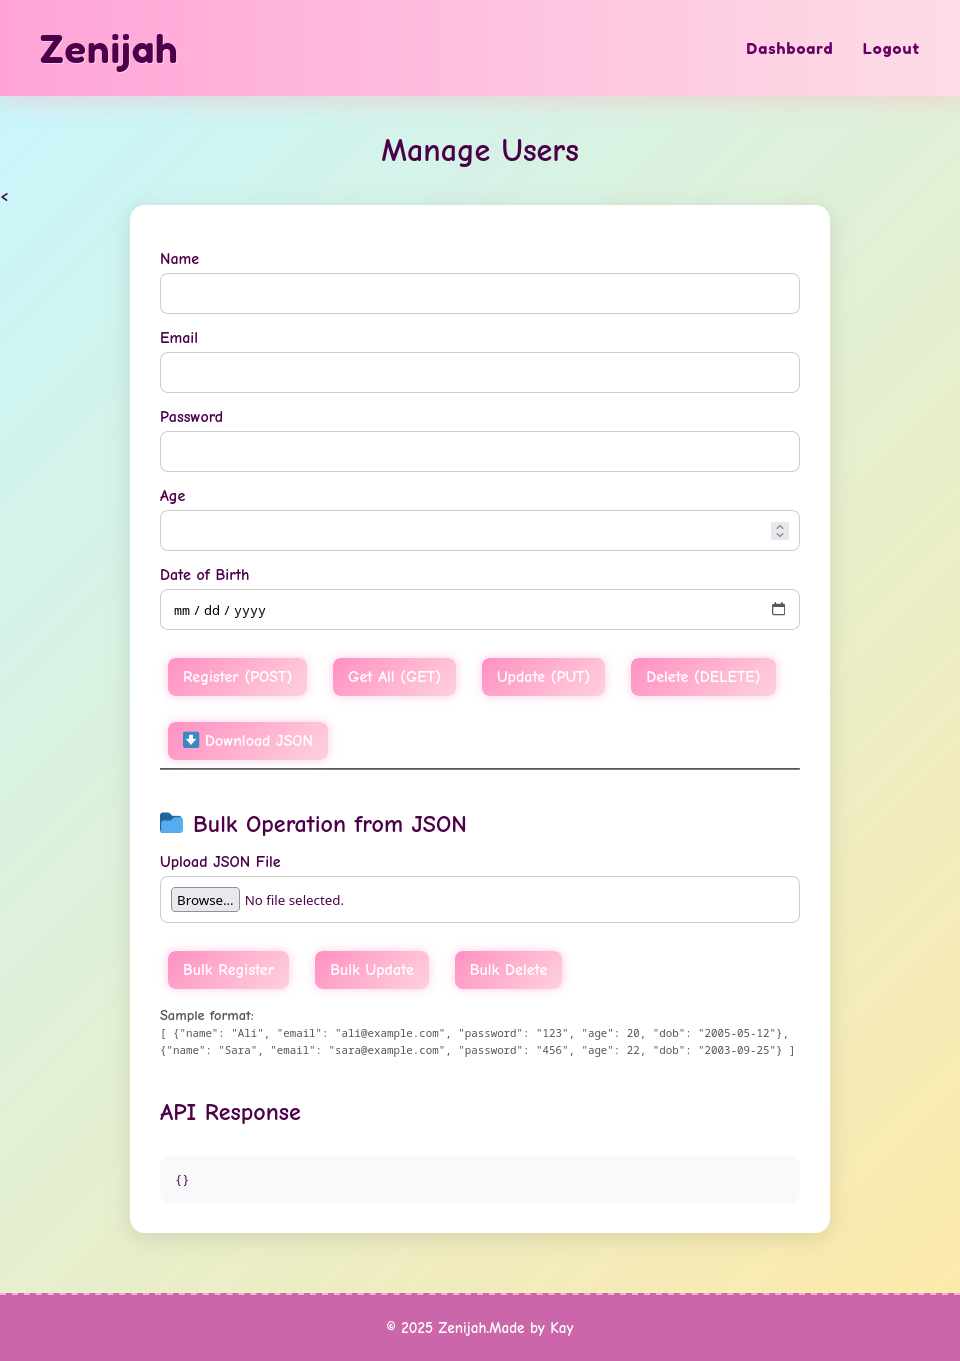 Zenijah
Dashboard Logout
Manage Users
<
Name
Email
Password
Age
Date of Birth
mm / dd / yyyy
Register (POST) Get All (GET) Update (PUT) Delete (DELETE)
⬇️ Download JSON
📁 Bulk Operation from JSON
Upload JSON File
Browse... No file selected.
Bulk Register Bulk Update Bulk Delete
Sample format:
[ {"name": "Ali", "email": "ali@example.com", "password": "123", "age": 20, "dob": "2005-05-12"},
{"name": "Sara", "email": "sara@example.com", "password": "456", "age": 22, "dob": "2003-09-25"} ]
API Response
{}
© 2025 Zenijah.Made by Kay